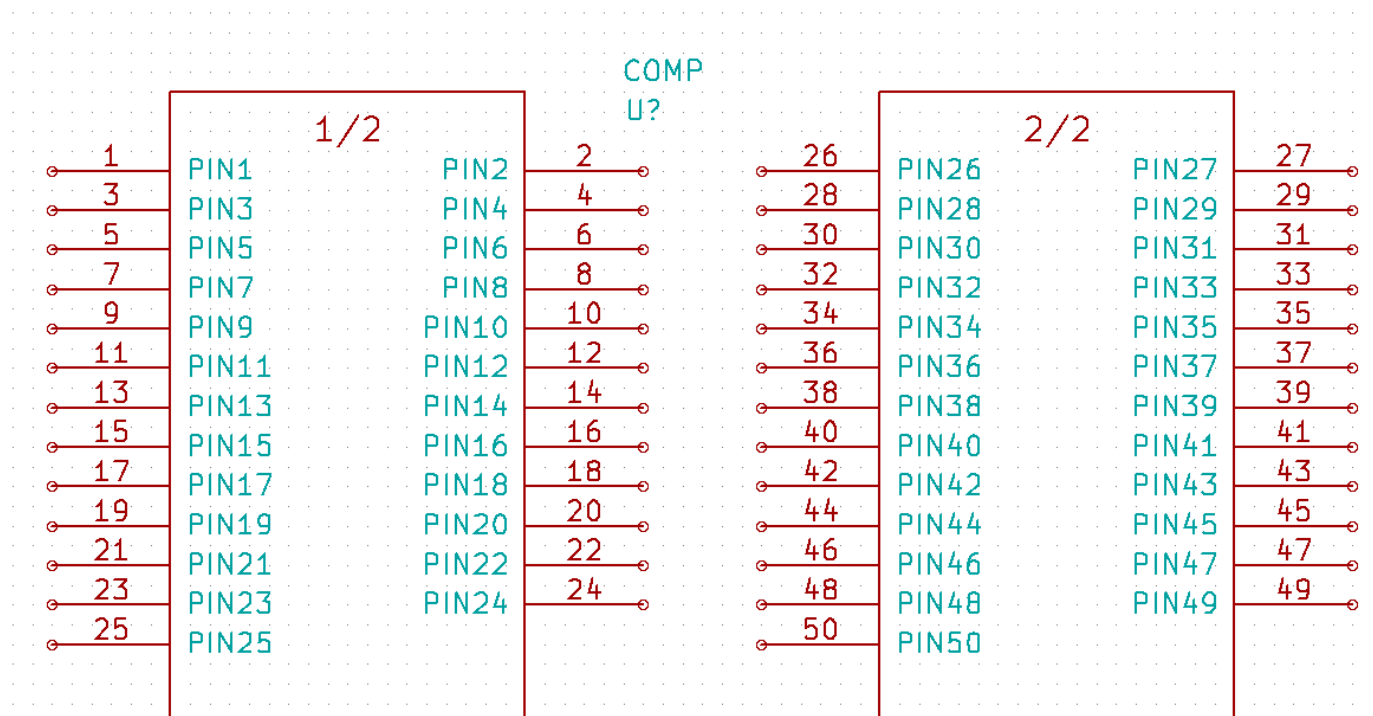 COMP
U?
1/2 2/2
1 PIN1 PIN2 2 26 PIN26 PIN27 27
3 PIN3 PIN4 4 28 PIN28 PIN29 29
5 PIN5 PIN6 6 30 PIN30 PIN31 31
7 PIN7 PIN8 8 32 PIN32 PIN33 33
9 PIN9 PIN10 10 34 PIN34 PIN35 35
11 PIN11 PIN12 12 36 PIN36 PIN37 37
13 PIN13 PIN14 14 38 PIN38 PIN39 39
15 PIN15 PIN16 16 40 PIN40 PIN41 41
17 PIN17 PIN18 18 42 PIN42 PIN43 43
19 PIN19 PIN20 20 44 PIN44 PIN45 45
21 PIN21 PIN22 22 46 PIN46 PIN47 47
23 PIN23 PIN24 24 48 PIN48 PIN49 49
25 PIN25 50 PIN50